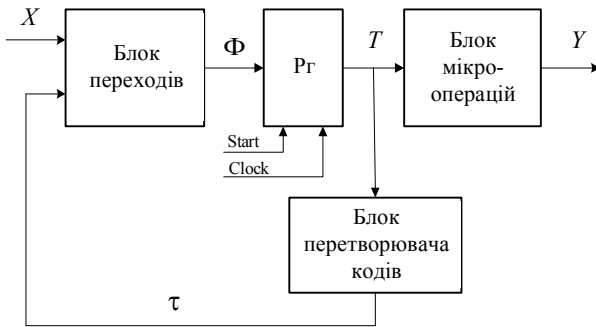 X
Блок
переходів
Φ
Рг
T
Блок
мікро-
операцій
Y
Start
Clock
Блок
перетворювача
кодів
τ